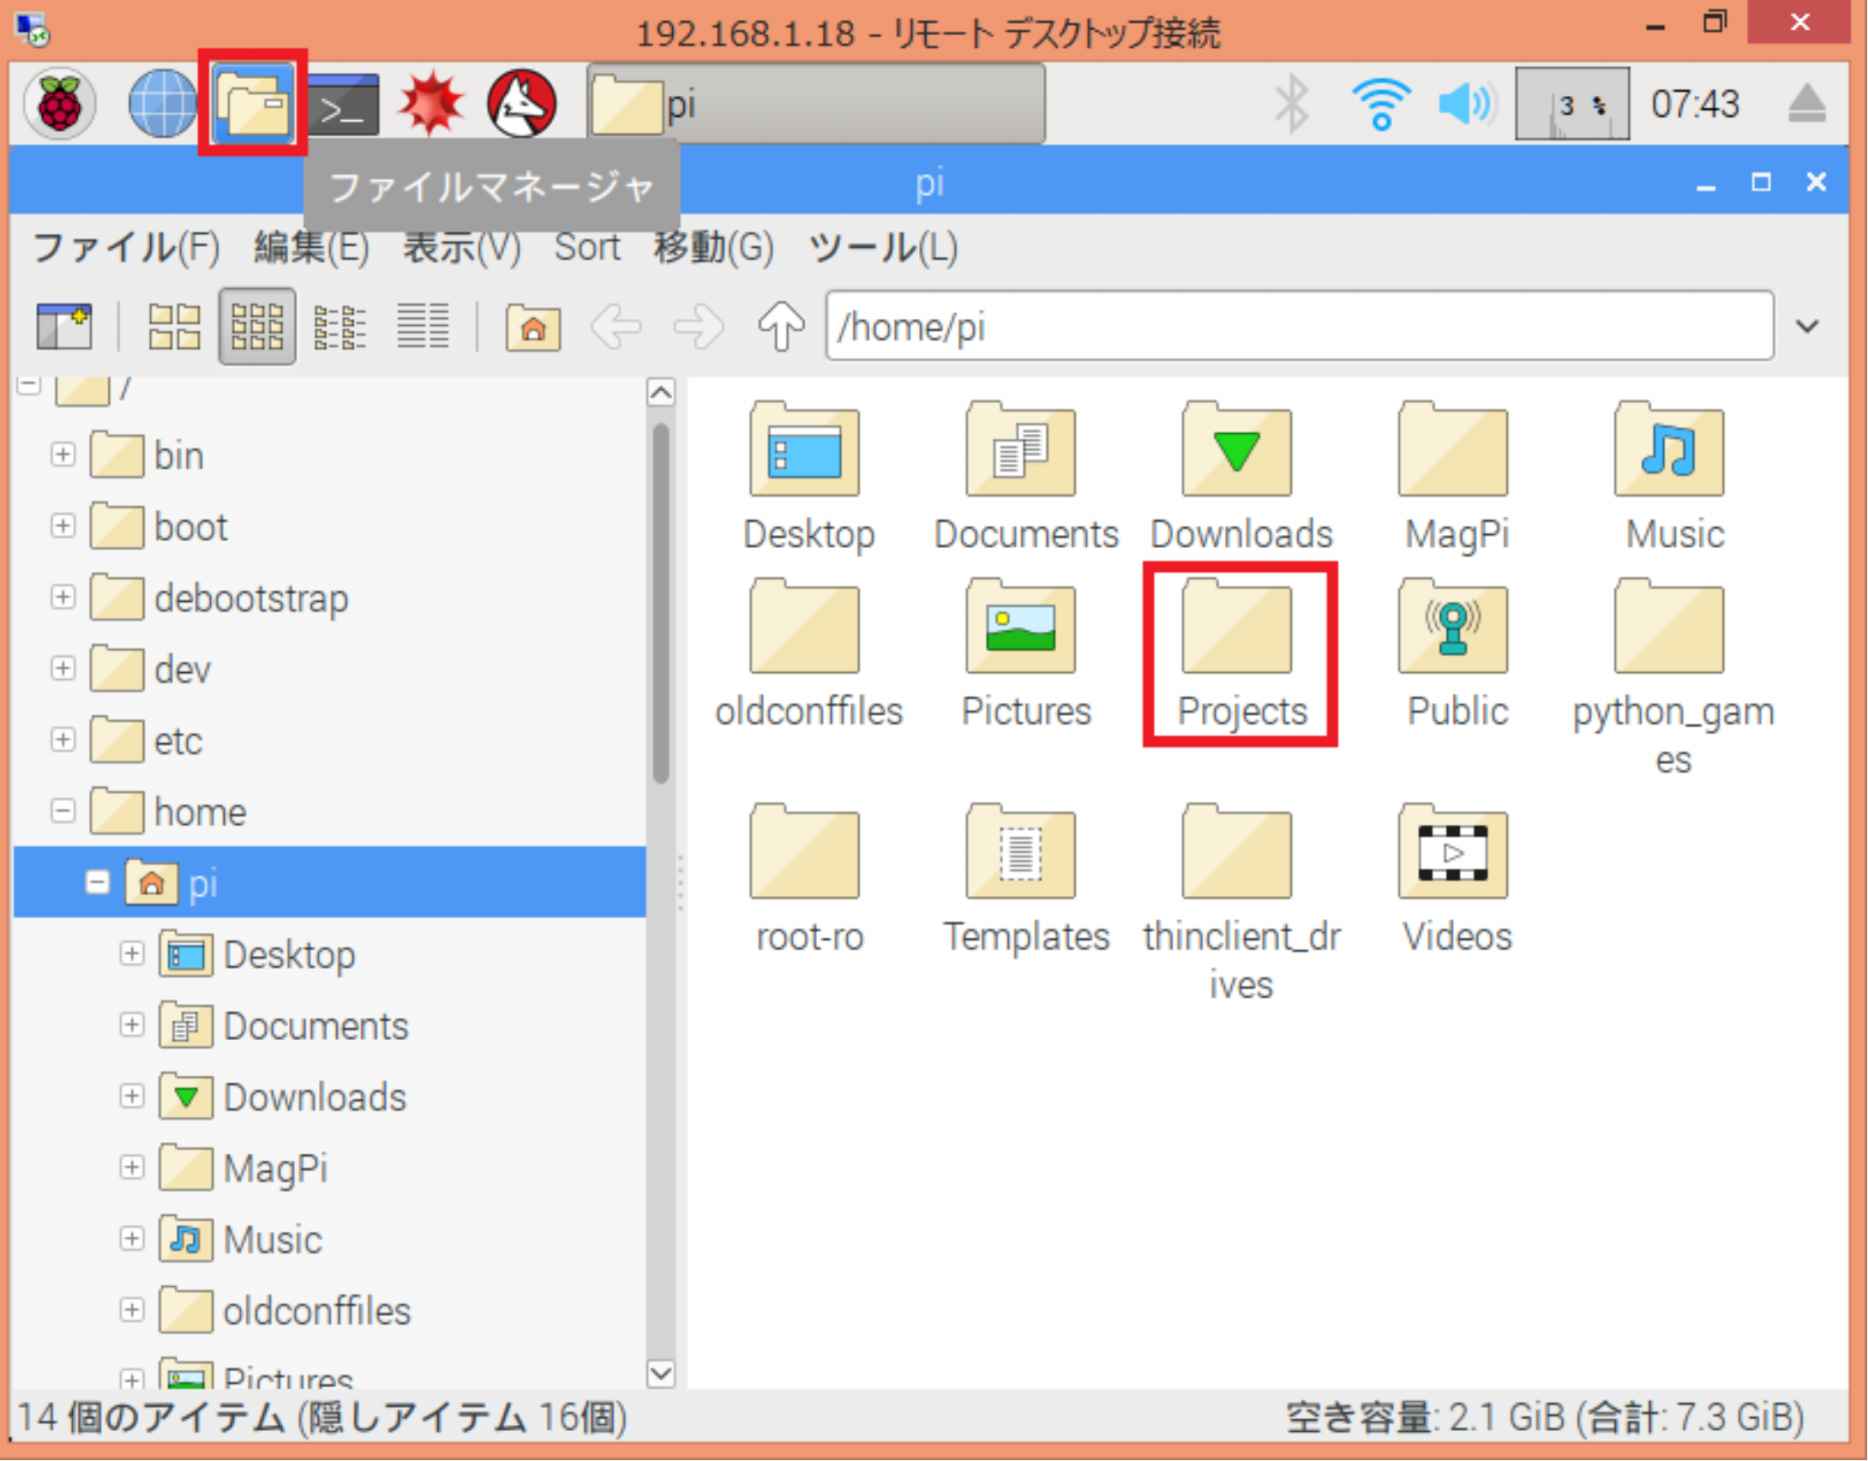 192.168.1.18 - リモート デスクトップ接続
>_
pi
3 %
07:43
ファイルマネージャ
pi
ファイル(F) 編集(E) 表示(V) Sort 移動(G) ツール(L)
/home/pi
/
bin
boot
debootstrap
dev
etc
home
pi
Desktop
Documents
Downloads
MagPi
Music
oldconffiles
Pictures
Desktop Documents Downloads MagPi Music
oldconffiles Pictures Projects Public python_gam
es
root-ro Templates thinclient_dr Videos
ives
14 個のアイテム (隠しアイテム 16個)
空き容量: 2.1 GiB (合計: 7.3 GiB)